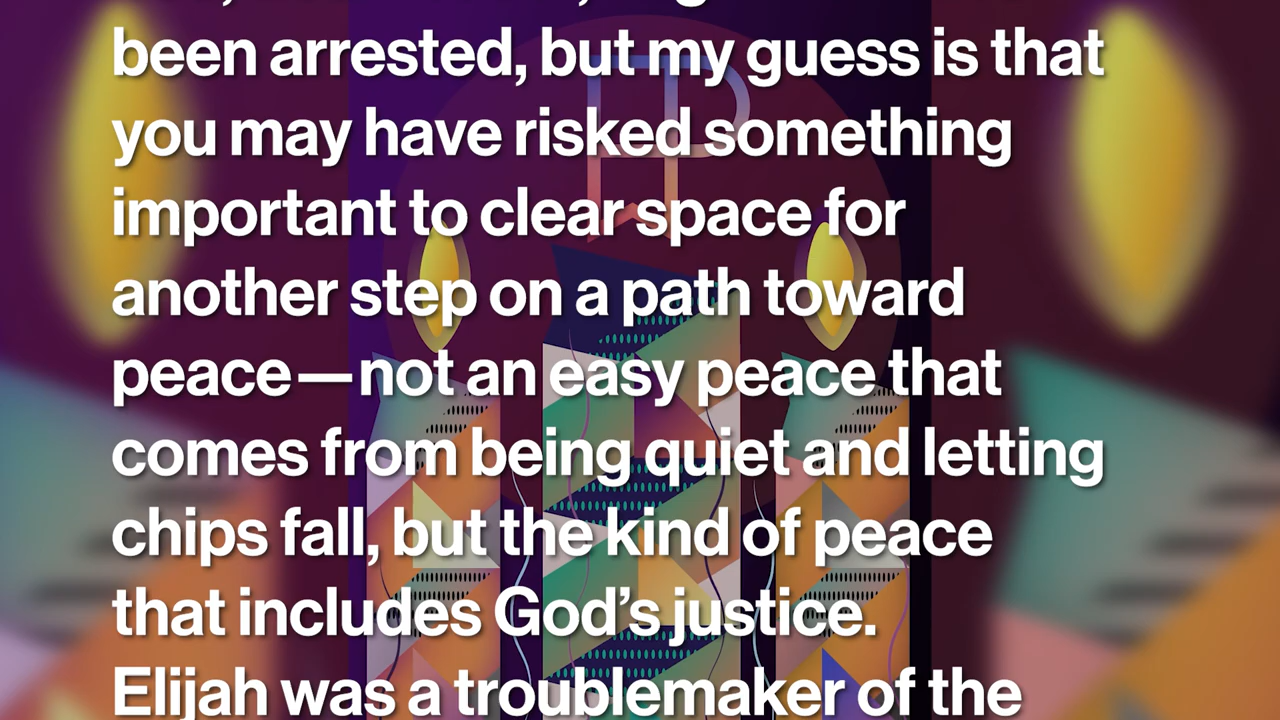 been arrested, but my guess is that
you may have risked something
important to clear space for
another step on a path toward
peace—not an easy peace that
comes from being quiet and letting
chips fall, but the kind of peace
that includes God’s justice.
Elijah was a troublemaker of the